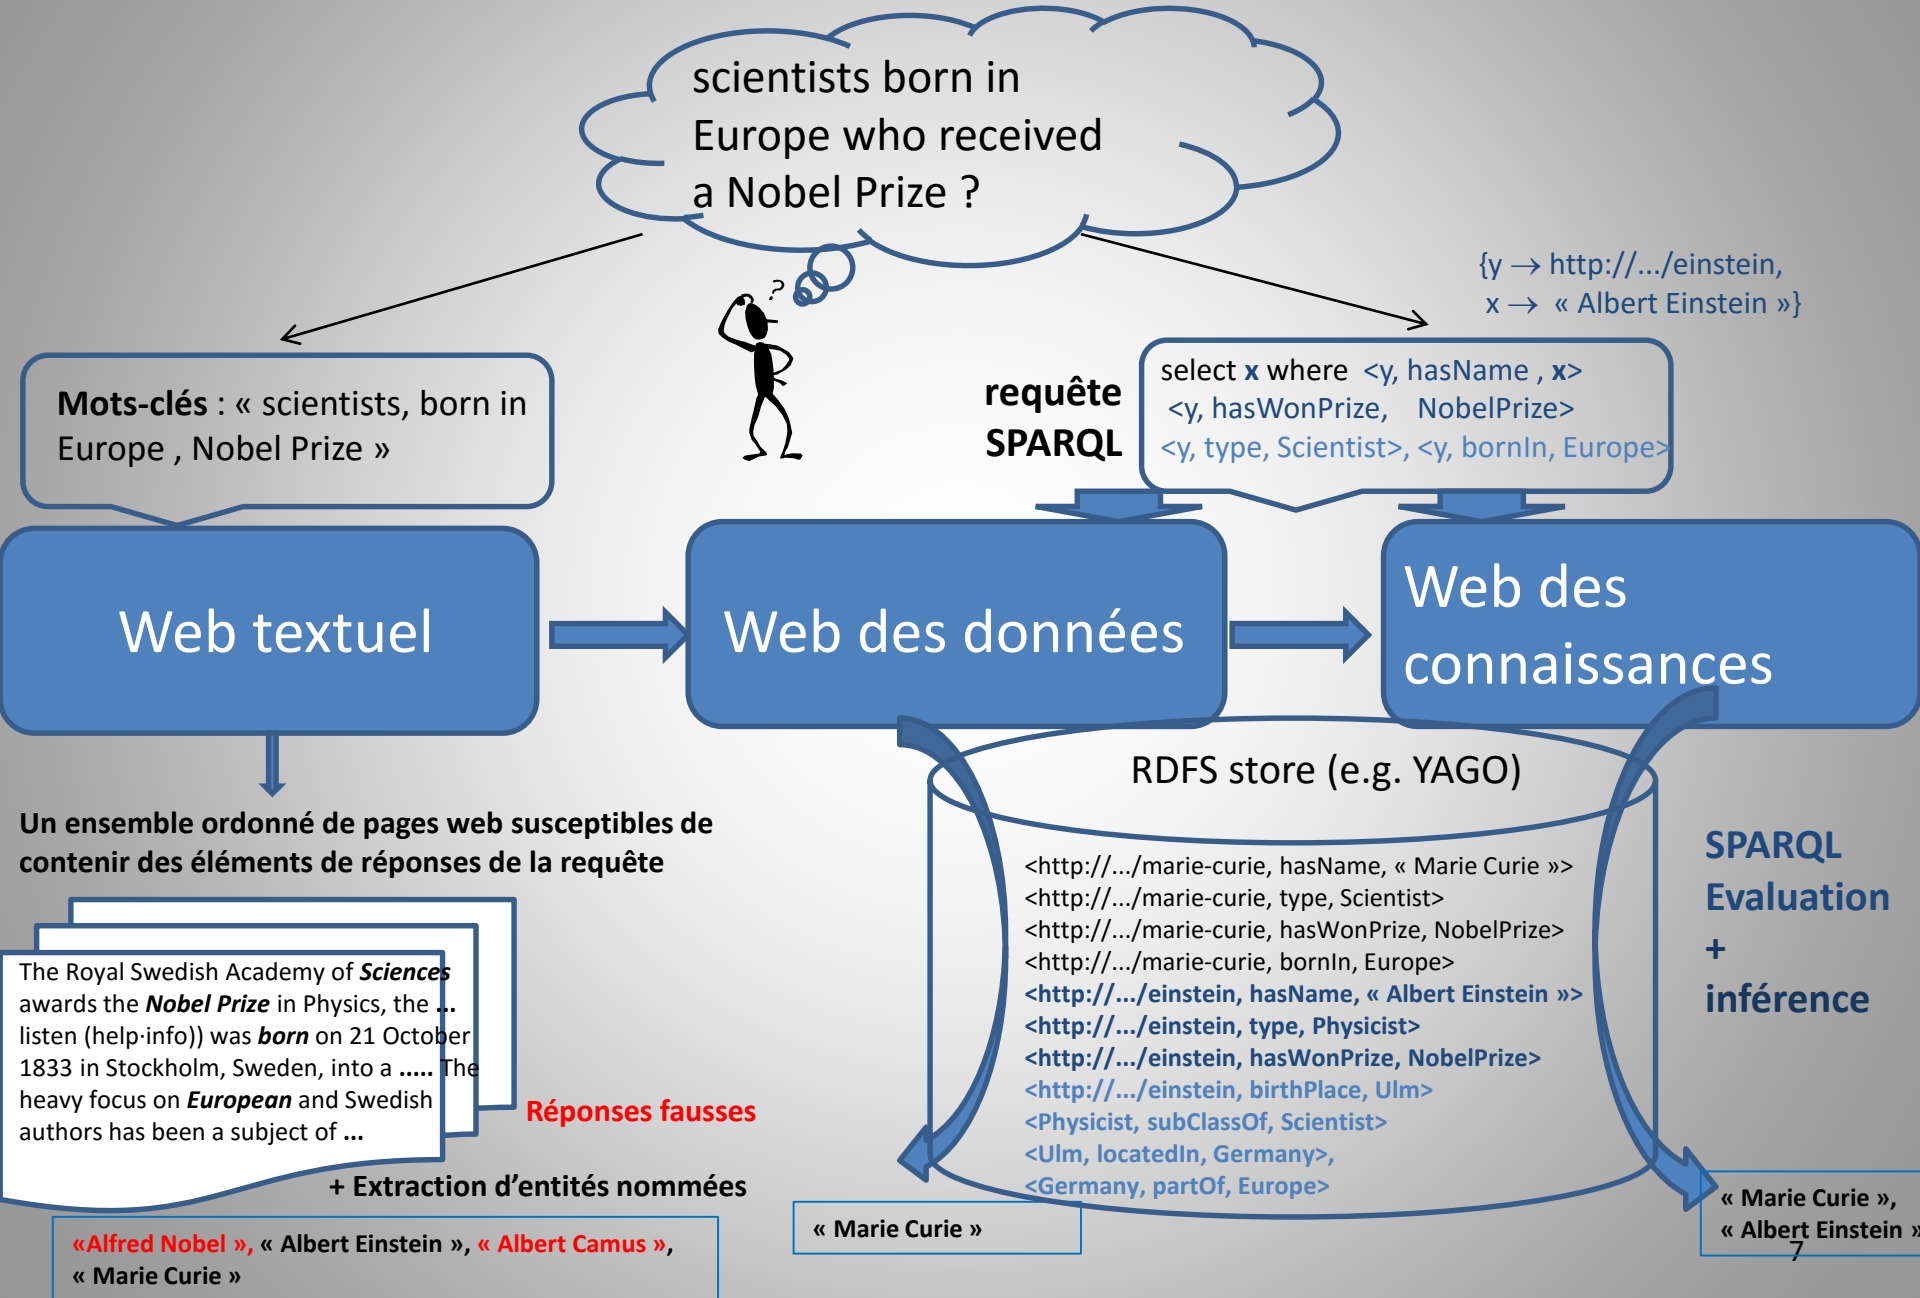 scientists born in
Europe who received
a Nobel Prize ?
?
{y → http://.../einstein,
x → « Albert Einstein »}
Mots-clés : « scientists, born in
Europe , Nobel Prize »
requête
SPARQL
select x where <y, hasName , x>
<y, hasWonPrize, NobelPrize>
<y, type, Scientist>, <y, bornIn, Europe>
Web textuel
Web des données
Web des
connaissances
Un ensemble ordonné de pages web susceptibles de
contenir des éléments de réponses de la requête
The Royal Swedish Academy of Sciences
awards the Nobel Prize in Physics, the ...
listen (help·info)) was born on 21 October
1833 in Stockholm, Sweden, into a ..... The
heavy focus on European and Swedish
authors has been a subject of ...
Réponses fausses
+ Extraction d’entités nommées
«Alfred Nobel », « Albert Einstein », « Albert Camus »,
« Marie Curie »
RDFS store (e.g. YAGO)
<http://.../marie-curie, hasName, « Marie Curie »>
<http://.../marie-curie, type, Scientist>
<http://.../marie-curie, hasWonPrize, NobelPrize>
<http://.../marie-curie, bornIn, Europe>
<http://.../einstein, hasName, « Albert Einstein »>
<http://.../einstein, type, Physicist>
<http://.../einstein, hasWonPrize, NobelPrize>
<http://.../einstein, birthPlace, Ulm>
<Physicist, subClassOf, Scientist>
<Ulm, locatedIn, Germany>,
<Germany, partOf, Europe>
« Marie Curie »
SPARQL
Evaluation
+
inférence
« Marie Curie »,
« Albert Einstein »
7